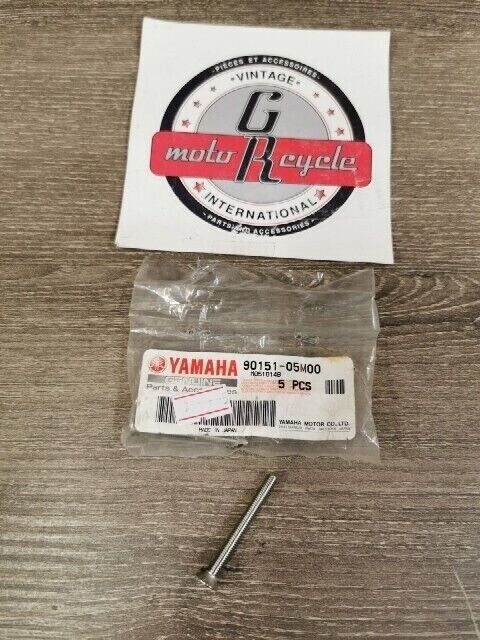 PIÈCES ET ACCESSOIRES
VINTAGE
G
moto R cycle
INTERNATIONAL
PARTS AND ACCESSORIES
YAMAHA
90151-05M00
GENUINE
Parts &
5 PCS
MADE IN JAPAN
YAMAHA MOTOR CO., LTD.